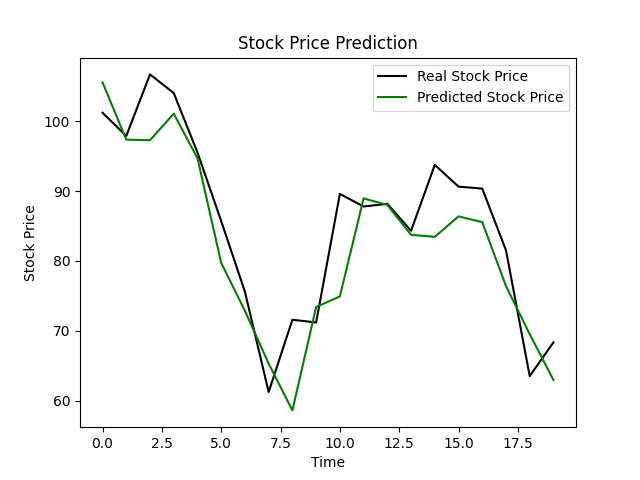 Stock Price Prediction
Real Stock Price
Predicted Stock Price
Stock Price
100
90
80
70
60
0.0 2.5 5.0 7.5 10.0 12.5 15.0 17.5
Time